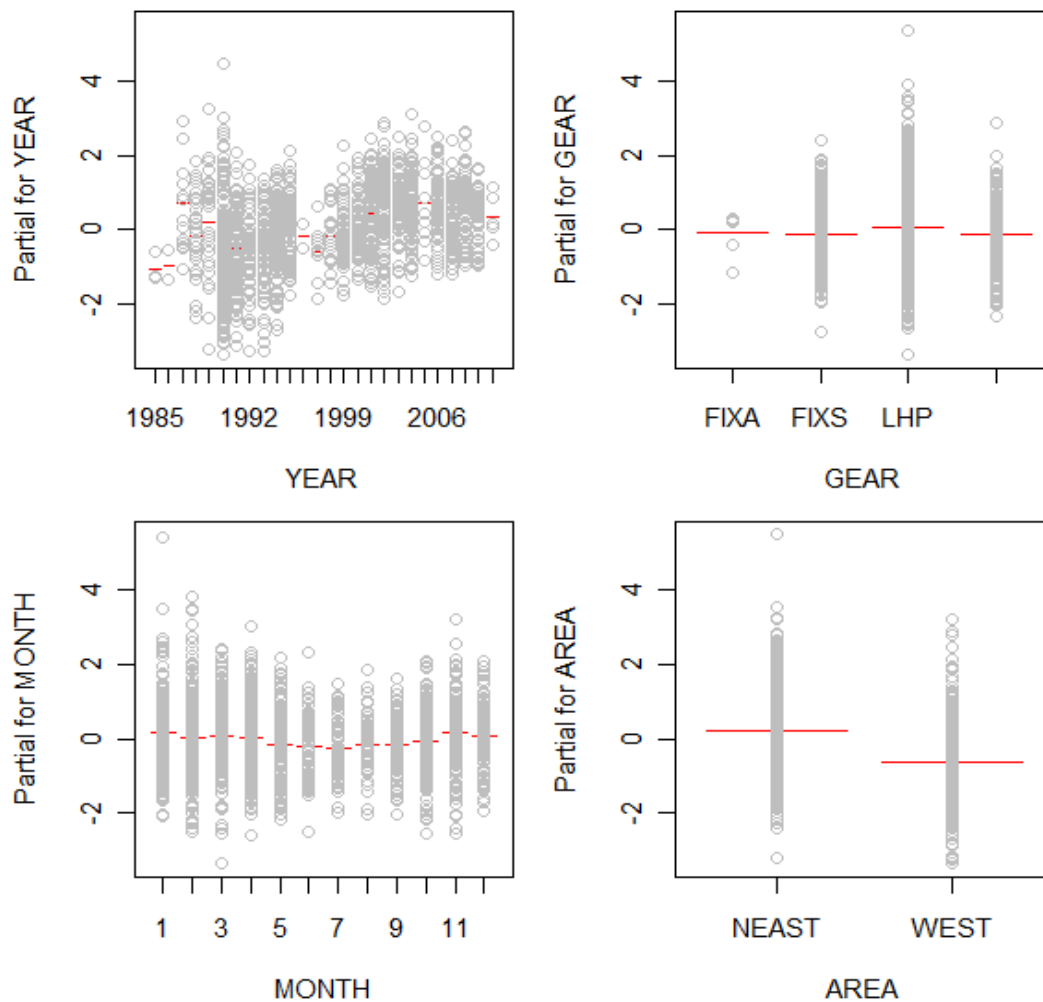 Partial for YEAR
4
2
0
-2
1985 1992 1999 2006
YEAR
Partial for GEAR
4
2
0
-2
FIXA FIXS LHP
GEAR
Partial for MONTH
4
2
0
-2
1 3 5 7 9 11
MONTH
Partial for AREA
4
2
0
-2
NEAST WEST
AREA